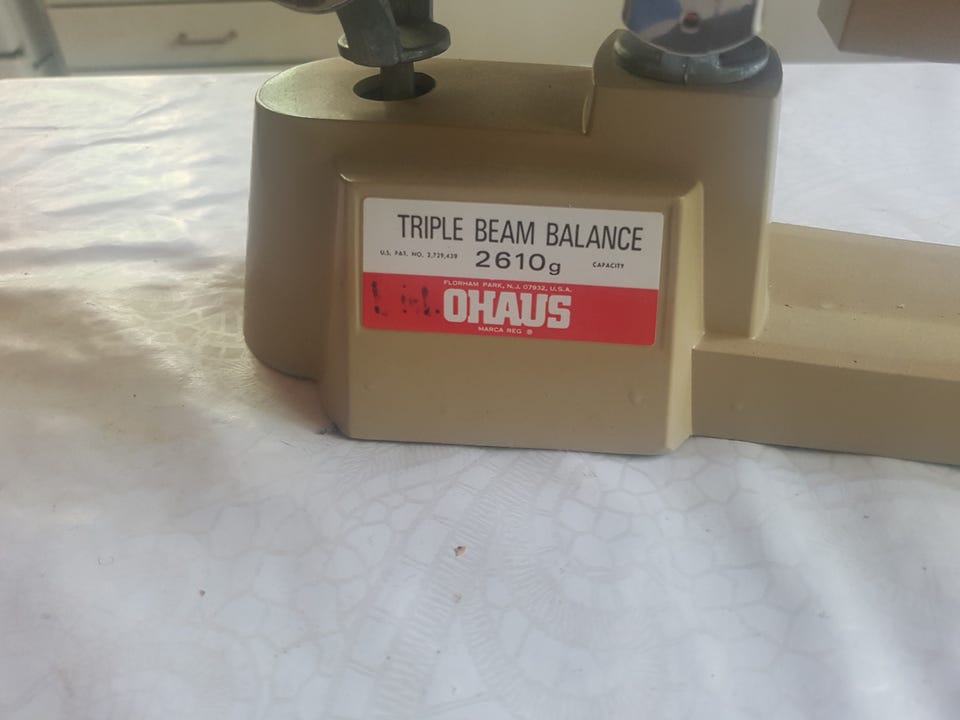 TRIPLE BEAM BALANCE
U.S. PAT. NO. 2,729,439 2610g CAPACITY
FLORHAM PARK, N.J. 07932, U.S.A.
OHAUS
MARCA REG ®